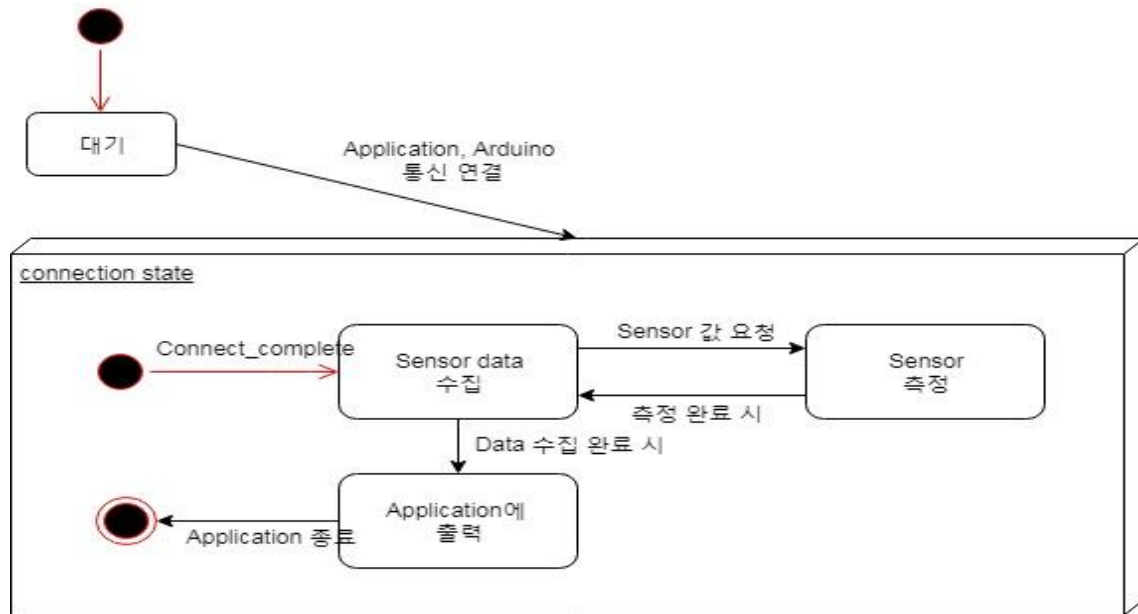 대기
Application, Arduino
통신 연결
connection state
Connect_complete
Sensor data
수집
Sensor 값 요청
Sensor
측정
측정 완료 시
Data 수집 완료 시
Application에
출력
Application 종료